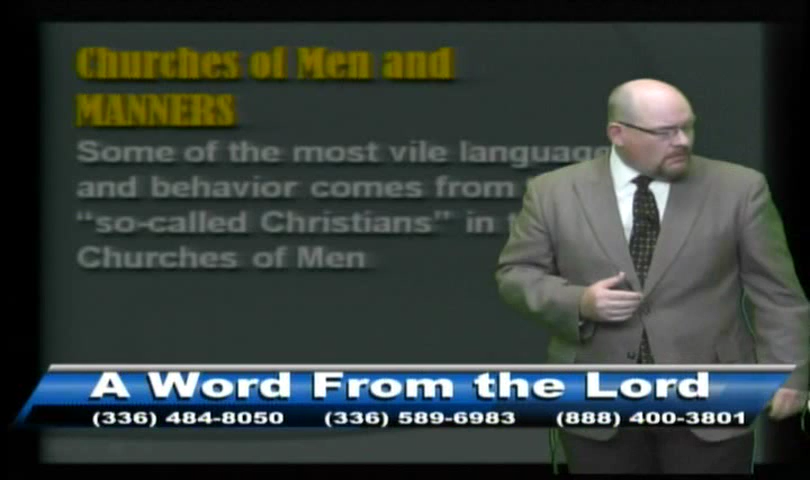 Churches of Men and
MANNERS
Some of the most vile language
and behavior comes from
“so-called Christians” in
Churches of Men
A Word From the Lord
(336) 484-8050 (336) 589-6983 (888) 400-3801